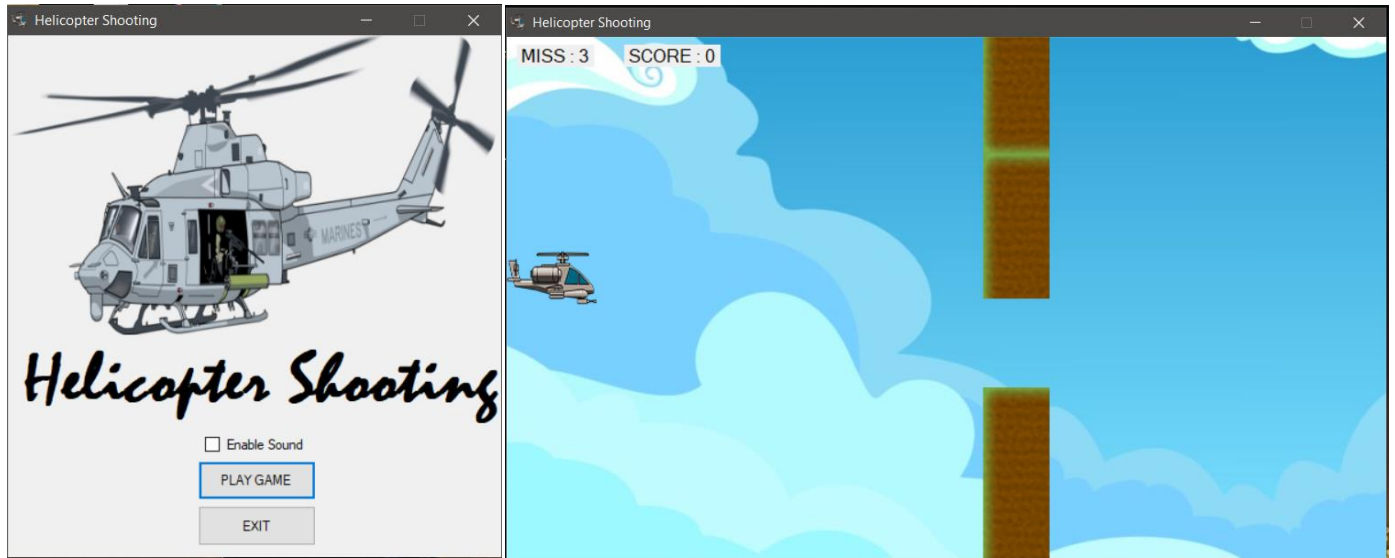 Helicopter Shooting
MARINES
Helicopter Shooting
Enable Sound
PLAY GAME
EXIT
Helicopter Shooting
MISS : 3 SCORE : 0